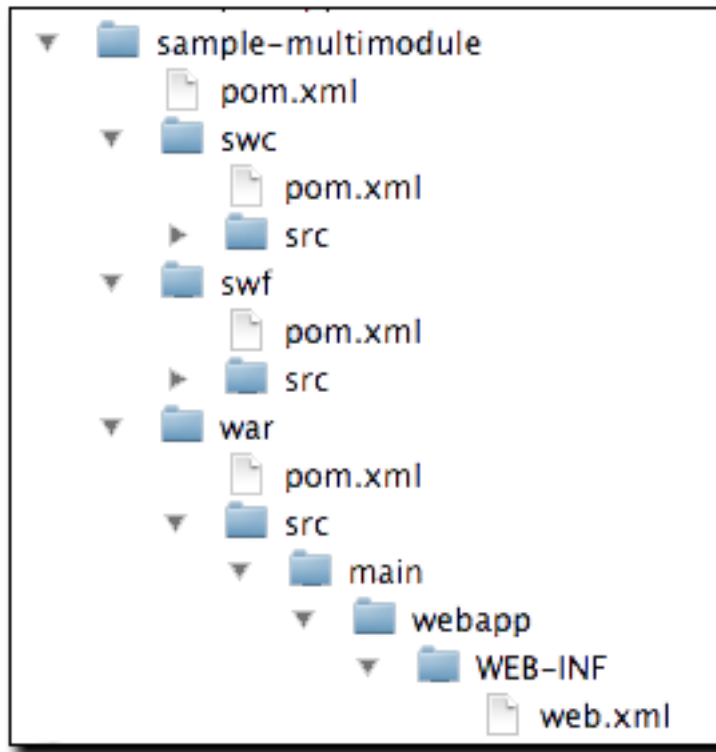 sample-multimodule
pom.xml
swc
pom.xml
src
swf
pom.xml
src
war
pom.xml
src
main
webapp
WEB-INF
web.xml